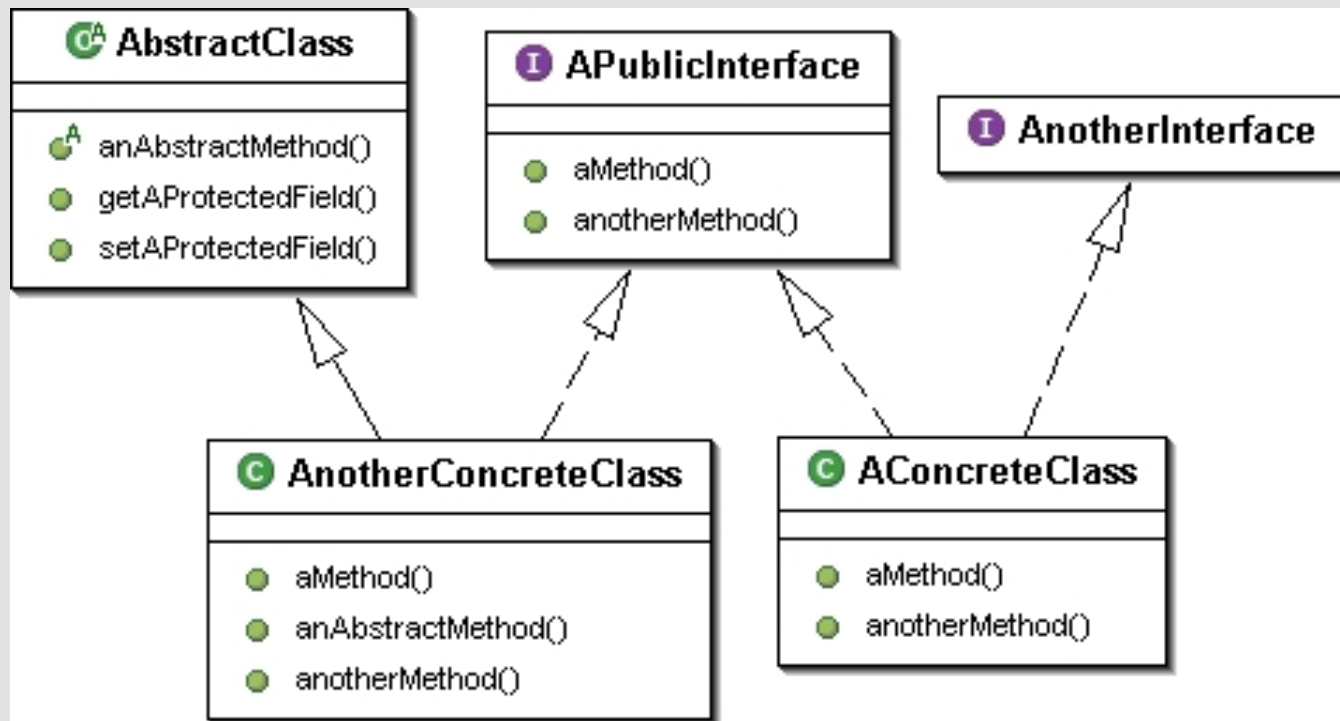 AbstractClass
anAbstractMethod()
getAProtectedField()
setAProtectedField()
APublicInterface
aMethod()
anotherMethod()
AnotherInterface
AnotherConcreteClass
aMethod()
anAbstractMethod()
anotherMethod()
AConcreteClass
aMethod()
anotherMethod()